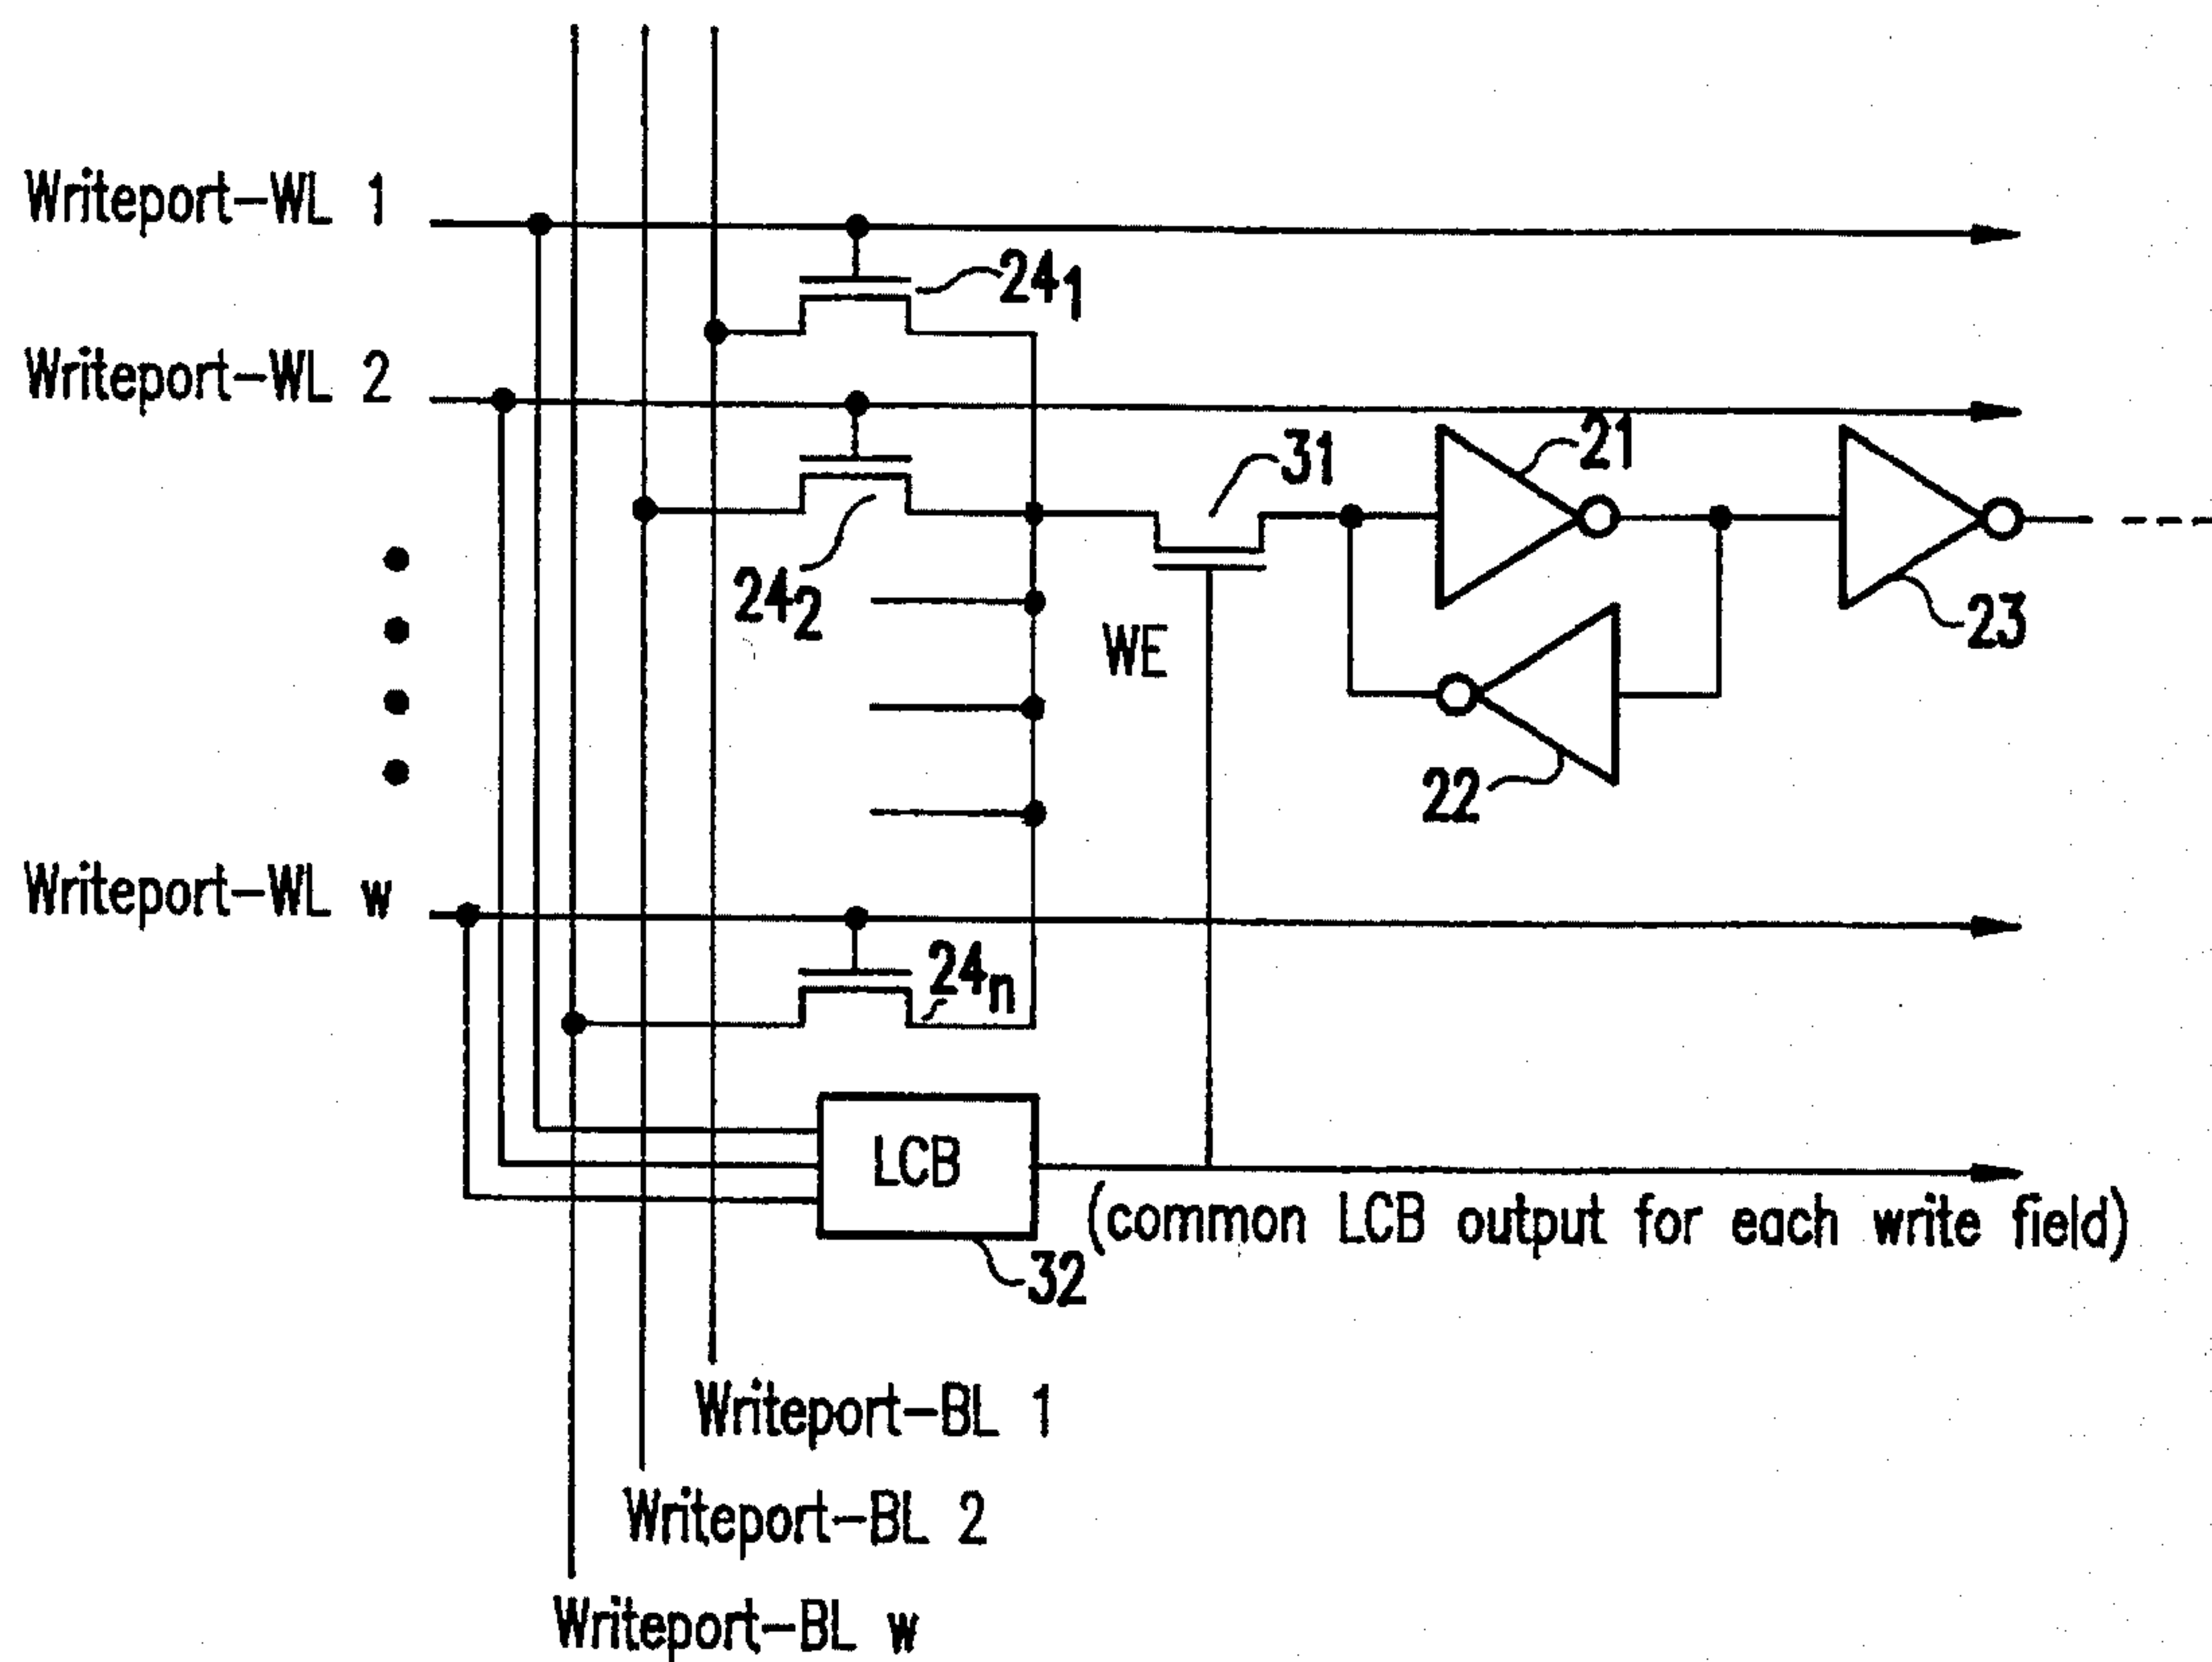 Writeport-WL 1
24₁
Writeport-WL 2
21
31
24₂
23
WE
22
Writeport-WL w
24ₙ
LCB
(common LCB output for each write field)
32
Writeport-BL 1
Writeport-BL 2
Writeport-BL w